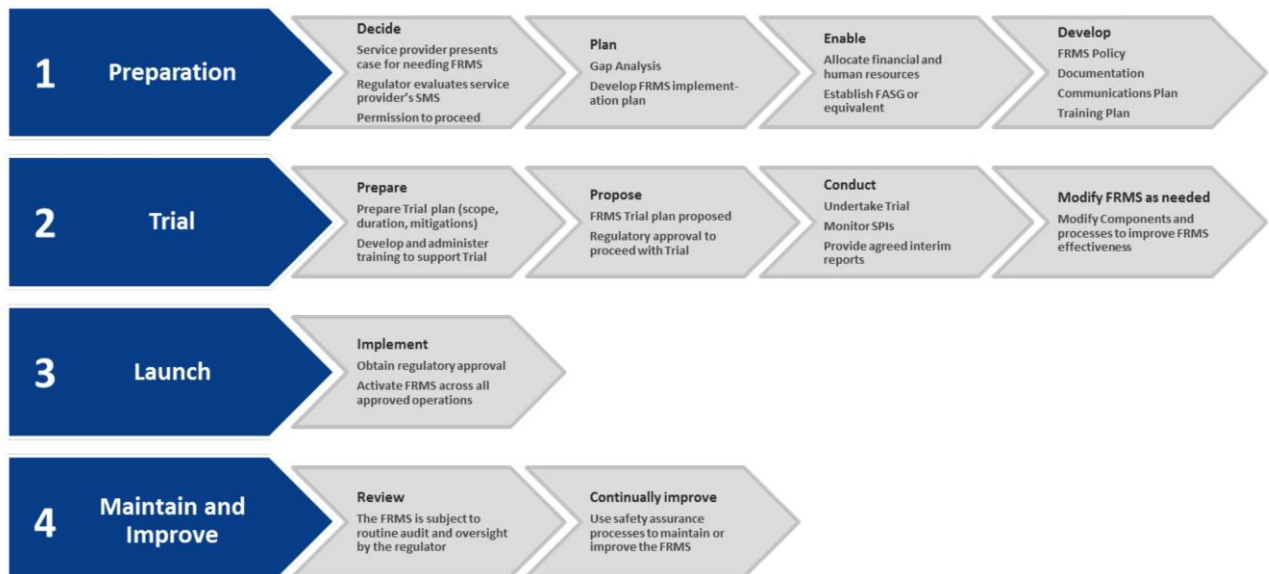 1
Preparation
Decide
Service provider presents
case for needing FRMS
Regulator evaluates service
provider's SMS
Permission to proceed
Plan
Gap Analysis
Develop FRMS implement-
ation plan
Enable
Allocate financial and
human resources
Establish FASG or
equivalent
Develop
FRMS Policy
Documentation
Communications Plan
Training Plan
2
Trial
Prepare
Prepare Trial plan (scope,
duration, mitigations)
Develop and administer
training to support Trial
Propose
FRMS Trial plan proposed
Regulatory approval to
proceed with Trial
Conduct
Undertake Trial
Monitor SPIs
Provide agreed interim
reports
Modify FRMS as needed
Modify Components and
processes to improve FRMS
effectiveness
3
Launch
Implement
Obtain regulatory approval
Activate FRMS across all
approved operations
4
Maintain and
Improve
Review
The FRMS is subject to
routine audit and oversight
by the regulator
Continually improve
Use safety assurance
processes to maintain or
improve the FRMS